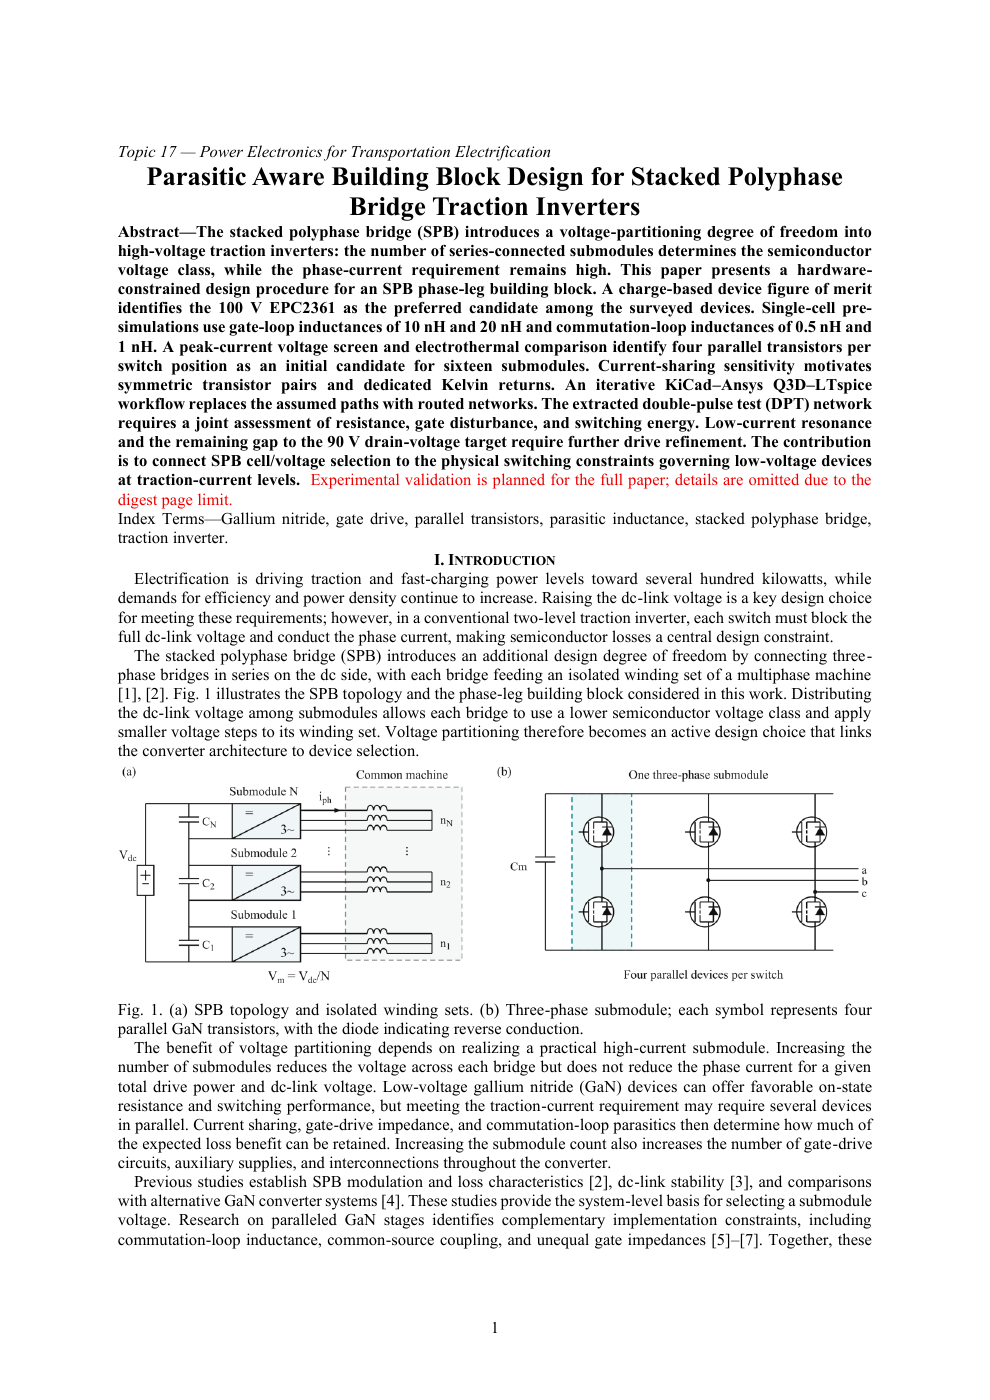 Topic 17 — Power Electronics for Transportation Electrification
Parasitic Aware Building Block Design for Stacked Polyphase
Bridge Traction Inverters
Abstract—The stacked polyphase bridge (SPB) introduces a voltage-partitioning degree of freedom into
high-voltage traction inverters: the number of series-connected submodules determines the semiconductor
voltage class, while the phase-current requirement remains high. This paper presents a hardware-
constrained design procedure for an SPB phase-leg building block. A charge-based device figure of merit
identifies the 100 V EPC2361 as the preferred candidate among the surveyed devices. Single-cell pre-
simulations use gate-loop inductances of 10 nH and 20 nH and commutation-loop inductances of 0.5 nH and
1 nH. A peak-current voltage screen and electrothermal comparison identify four parallel transistors per
switch position as an initial candidate for sixteen submodules. Current-sharing sensitivity motivates
symmetric transistor pairs and dedicated Kelvin returns. An iterative KiCad–Ansys Q3D–LTspice
workflow replaces the assumed paths with routed networks. The extracted double-pulse test (DPT) network
requires a joint assessment of resistance, gate disturbance, and switching energy. Low-current resonance
and the remaining gap to the 90 V drain-voltage target require further drive refinement. The contribution
is to connect SPB cell/voltage selection to the physical switching constraints governing low-voltage devices
at traction-current levels. Experimental validation is planned for the full paper; details are omitted due to the
digest page limit.
Index Terms—Gallium nitride, gate drive, parallel transistors, parasitic inductance, stacked polyphase bridge,
traction inverter.
I. INTRODUCTION
Electrification is driving traction and fast-charging power levels toward several hundred kilowatts, while
demands for efficiency and power density continue to increase. Raising the dc-link voltage is a key design choice
for meeting these requirements; however, in a conventional two-level traction inverter, each switch must block the
full dc-link voltage and conduct the phase current, making semiconductor losses a central design constraint.
The stacked polyphase bridge (SPB) introduces an additional design degree of freedom by connecting three-
phase bridges in series on the dc side, with each bridge feeding an isolated winding set of a multiphase machine
[1], [2]. Fig. 1 illustrates the SPB topology and the phase-leg building block considered in this work. Distributing
the dc-link voltage among submodules allows each bridge to use a lower semiconductor voltage class and apply
smaller voltage steps to its winding set. Voltage partitioning therefore becomes an active design choice that links
the converter architecture to device selection.
(a)
Common machine
Submodule N
iph
CN
=
3~
nN
Submodule 2
⋮
⋮
Vdc
C2
=
3~
n2
Submodule 1
C1
=
3~
n1
Vm = Vdc/N
(b)
One three-phase submodule
Cm
a
b
c
Four parallel devices per switch
Fig. 1. (a) SPB topology and isolated winding sets. (b) Three-phase submodule; each symbol represents four
parallel GaN transistors, with the diode indicating reverse conduction.
The benefit of voltage partitioning depends on realizing a practical high-current submodule. Increasing the
number of submodules reduces the voltage across each bridge but does not reduce the phase current for a given
total drive power and dc-link voltage. Low-voltage gallium nitride (GaN) devices can offer favorable on-state
resistance and switching performance, but meeting the traction-current requirement may require several devices
in parallel. Current sharing, gate-drive impedance, and commutation-loop parasitics then determine how much of
the expected loss benefit can be retained. Increasing the submodule count also increases the number of gate-drive
circuits, auxiliary supplies, and interconnections throughout the converter.
Previous studies establish SPB modulation and loss characteristics [2], dc-link stability [3], and comparisons
with alternative GaN converter systems [4]. These studies provide the system-level basis for selecting a submodule
voltage. Research on paralleled GaN stages identifies complementary implementation constraints, including
commutation-loop inductance, common-source coupling, and unequal gate impedances [5]–[7]. Together, these
1